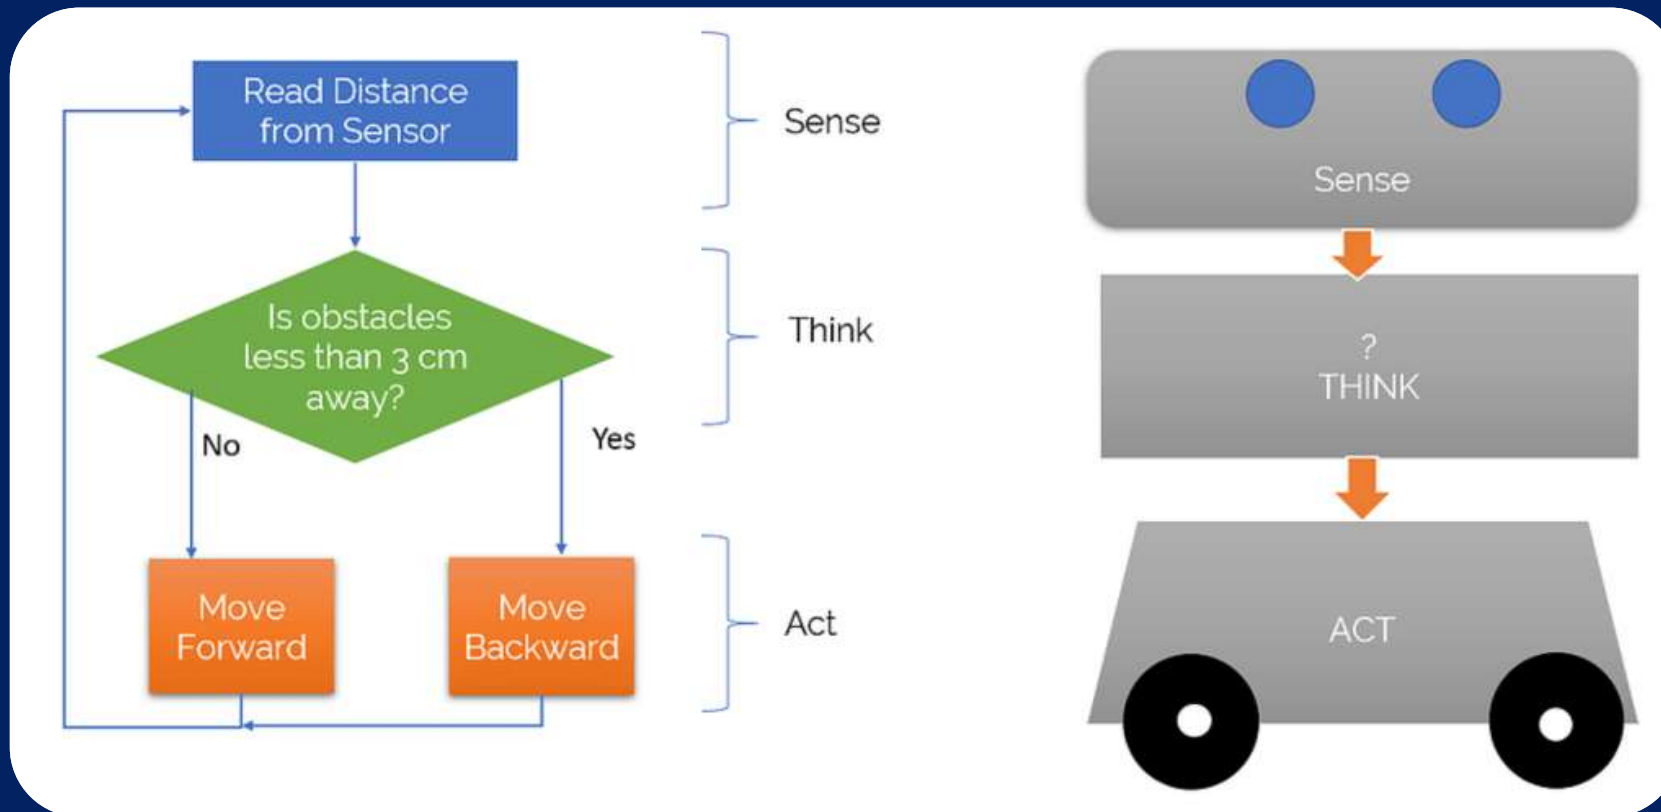 Read Distance
from Sensor
Sense
Is obstacles
less than 3 cm
away?
Think
No
Yes
Move
Forward
Move
Backward
Act
Sense
?
THINK
ACT